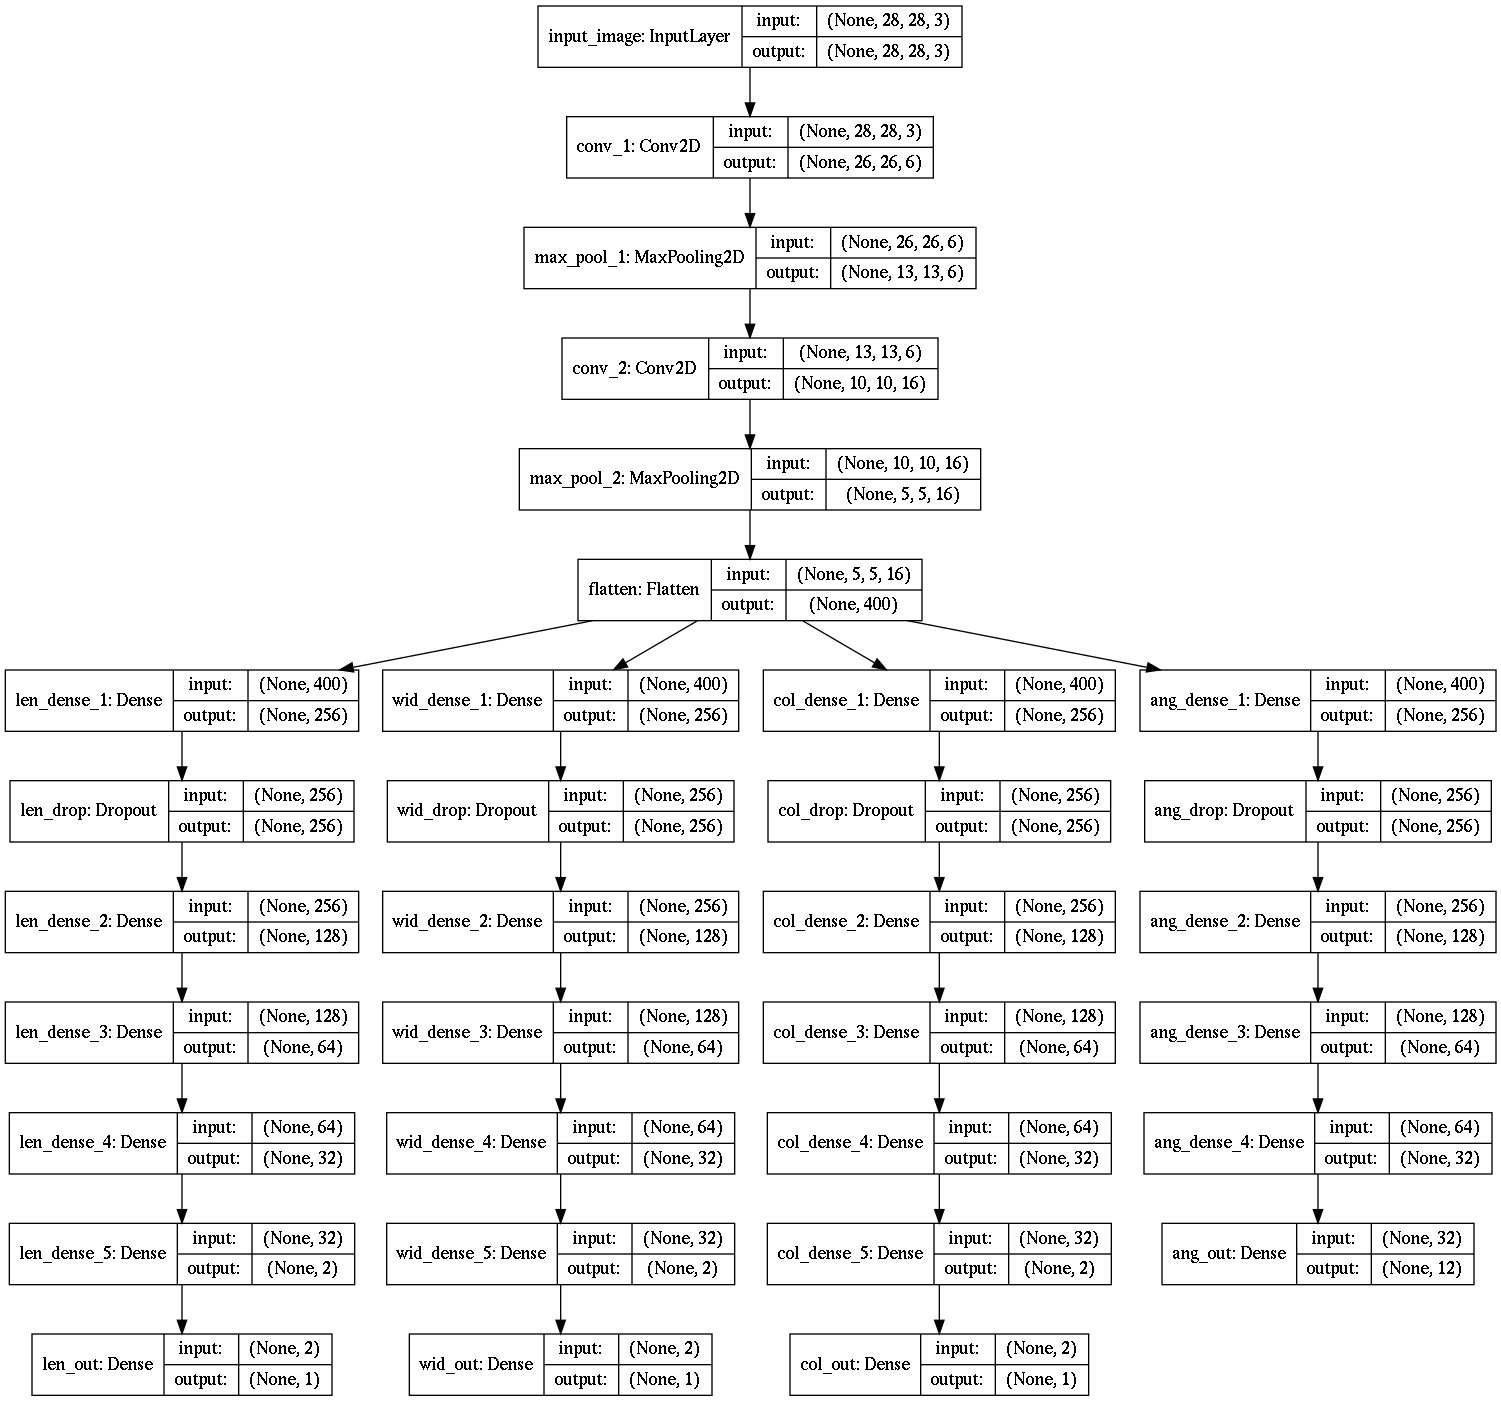 input_image: InputLayer
input: (None, 28, 28, 3)
output: (None, 28, 28, 3)
conv_1: Conv2D
input: (None, 28, 28, 3)
output: (None, 26, 26, 6)
max_pool_1: MaxPooling2D
input: (None, 26, 26, 6)
output: (None, 13, 13, 6)
conv_2: Conv2D
input: (None, 13, 13, 6)
output: (None, 10, 10, 16)
max_pool_2: MaxPooling2D
input: (None, 10, 10, 16)
output: (None, 5, 5, 16)
flatten: Flatten
input: (None, 5, 5, 16)
output: (None, 400)
len_dense_1: Dense
input: (None, 400)
output: (None, 256)
wid_dense_1: Dense
input: (None, 400)
output: (None, 256)
col_dense_1: Dense
input: (None, 400)
output: (None, 256)
ang_dense_1: Dense
input: (None, 400)
output: (None, 256)
len_drop: Dropout
input: (None, 256)
output: (None, 256)
wid_drop: Dropout
input: (None, 256)
output: (None, 256)
col_drop: Dropout
input: (None, 256)
output: (None, 256)
ang_drop: Dropout
input: (None, 256)
output: (None, 256)
len_dense_2: Dense
input: (None, 256)
output: (None, 128)
wid_dense_2: Dense
input: (None, 256)
output: (None, 128)
col_dense_2: Dense
input: (None, 256)
output: (None, 128)
ang_dense_2: Dense
input: (None, 256)
output: (None, 128)
len_dense_3: Dense
input: (None, 128)
output: (None, 64)
wid_dense_3: Dense
input: (None, 128)
output: (None, 64)
col_dense_3: Dense
input: (None, 128)
output: (None, 64)
ang_dense_3: Dense
input: (None, 128)
output: (None, 64)
len_dense_4: Dense
input: (None, 64)
output: (None, 32)
wid_dense_4: Dense
input: (None, 64)
output: (None, 32)
col_dense_4: Dense
input: (None, 64)
output: (None, 32)
ang_dense_4: Dense
input: (None, 64)
output: (None, 32)
len_dense_5: Dense
input: (None, 32)
output: (None, 2)
wid_dense_5: Dense
input: (None, 32)
output: (None, 2)
col_dense_5: Dense
input: (None, 32)
output: (None, 2)
ang_out: Dense
input: (None, 32)
output: (None, 12)
len_out: Dense
input: (None, 2)
output: (None, 1)
wid_out: Dense
input: (None, 2)
output: (None, 1)
col_out: Dense
input: (None, 2)
output: (None, 1)